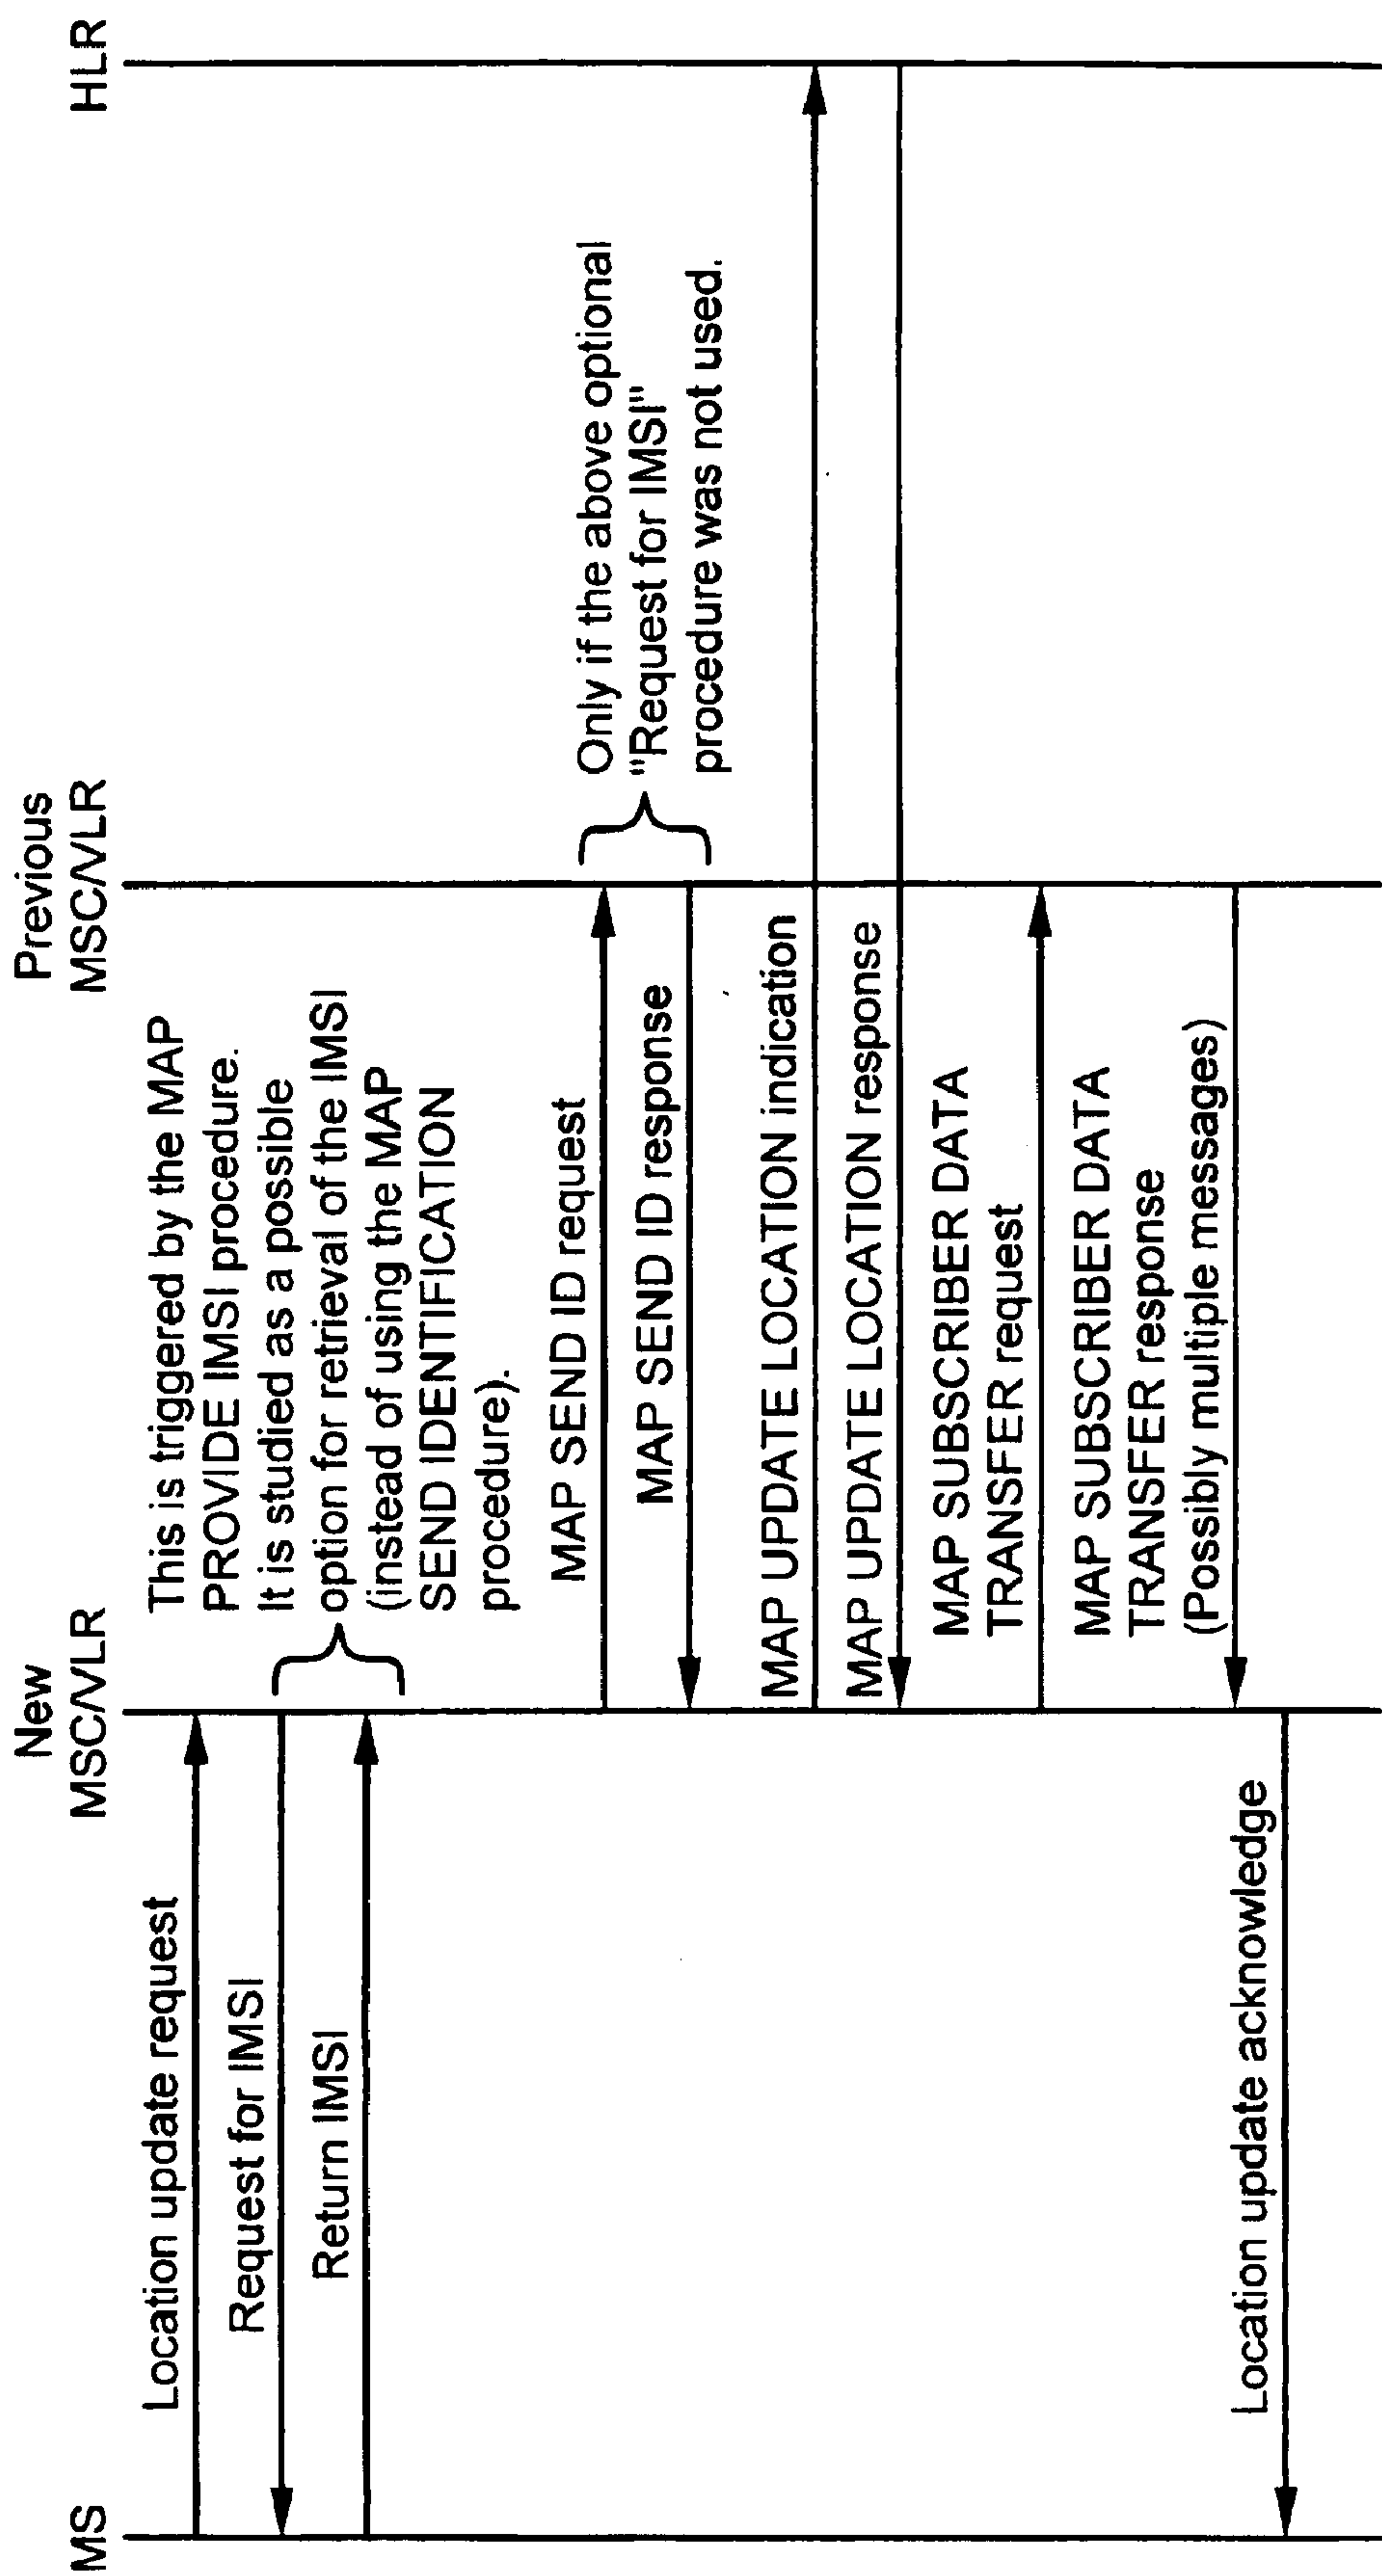 MS
New
MSC/VLR
Previous
MSC/VLR
HLR
Location update request
Request for IMSI
Return IMSI
This is triggered by the MAP
PROVIDE IMSI procedure.
It is studied as a possible
option for retrieval of the IMSI
(instead of using the MAP
SEND IDENTIFICATION
procedure).
MAP SEND ID request
MAP SEND ID response
Only if the above optional
"Request for IMSI"
procedure was not used.
MAP UPDATE LOCATION indication
MAP UPDATE LOCATION response
MAP SUBSCRIBER DATA
TRANSFER request
MAP SUBSCRIBER DATA
TRANSFER response
(Possibly multiple messages)
Location update acknowledge